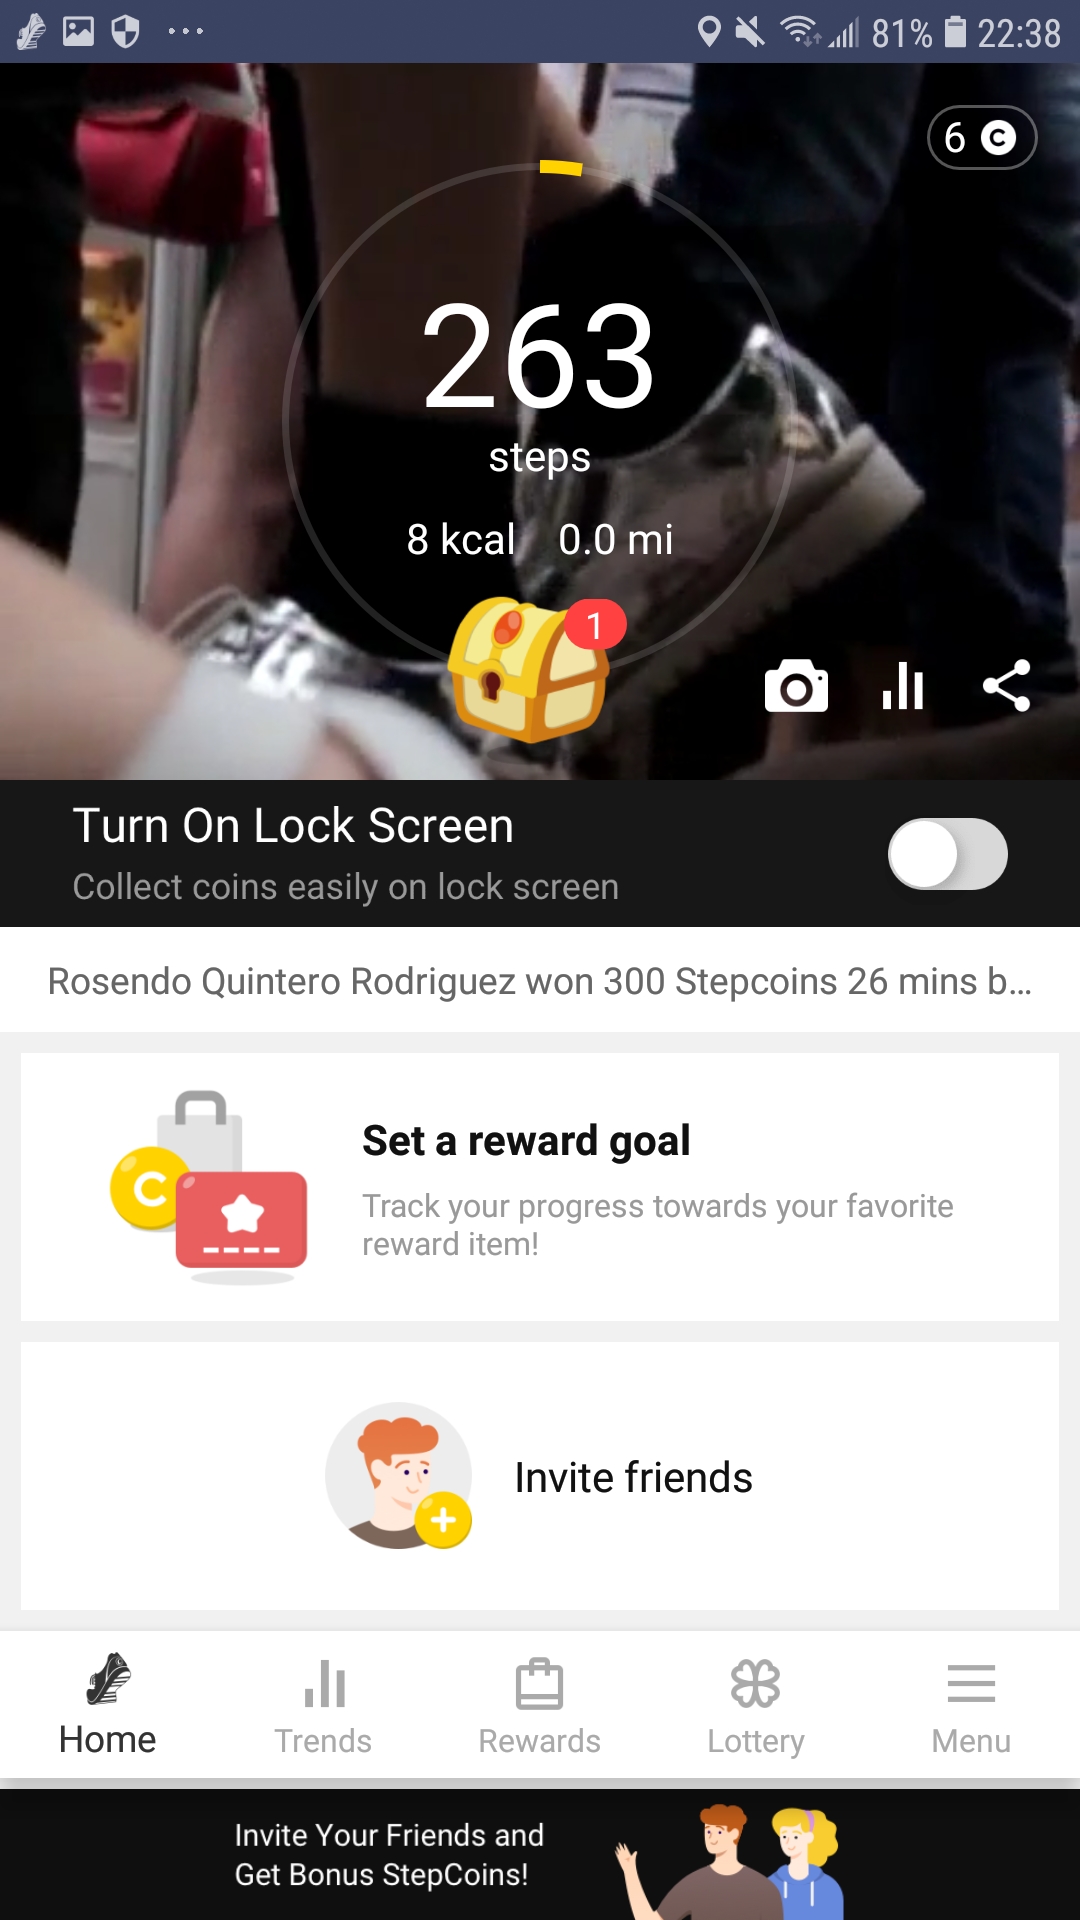 81% 22:38
6 C
263
steps
8 kcal 0.0 mi
1
Turn On Lock Screen
Collect coins easily on lock screen
Rosendo Quintero Rodriguez won 300 Stepcoins 26 mins b...
C
Set a reward goal
Track your progress towards your favorite
reward item!
Invite friends
Home Trends Rewards Lottery Menu
Invite Your Friends and
Get Bonus StepCoins!